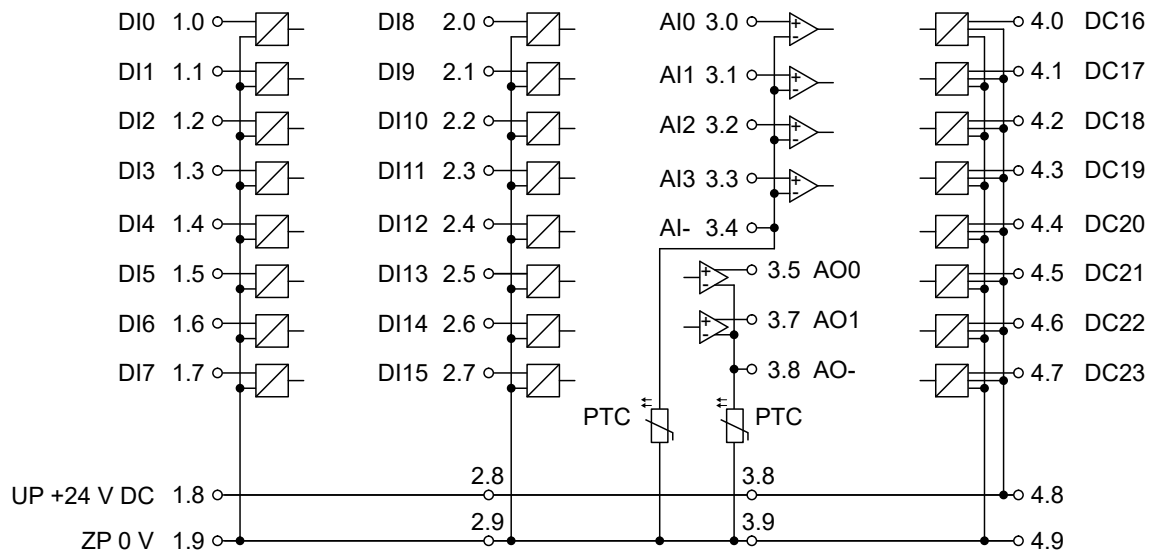 DI0 1.0 DI8 2.0 AI0 3.0 + - 4.0 DC16
DI1 1.1 DI9 2.1 AI1 3.1 + - 4.1 DC17
DI2 1.2 DI10 2.2 AI2 3.2 + - 4.2 DC18
DI3 1.3 DI11 2.3 AI3 3.3 + - 4.3 DC19
DI4 1.4 DI12 2.4 AI- 3.4 4.4 DC20
DI5 1.5 DI13 2.5 + - 3.5 AO0 4.5 DC21
DI6 1.6 DI14 2.6 + - 3.7 AO1 4.6 DC22
DI7 1.7 DI15 2.7 3.8 AO- 4.7 DC23
PTC PTC
2.8 3.8
UP +24 V DC 1.8 4.8
2.9 3.9
ZP 0 V 1.9 4.9